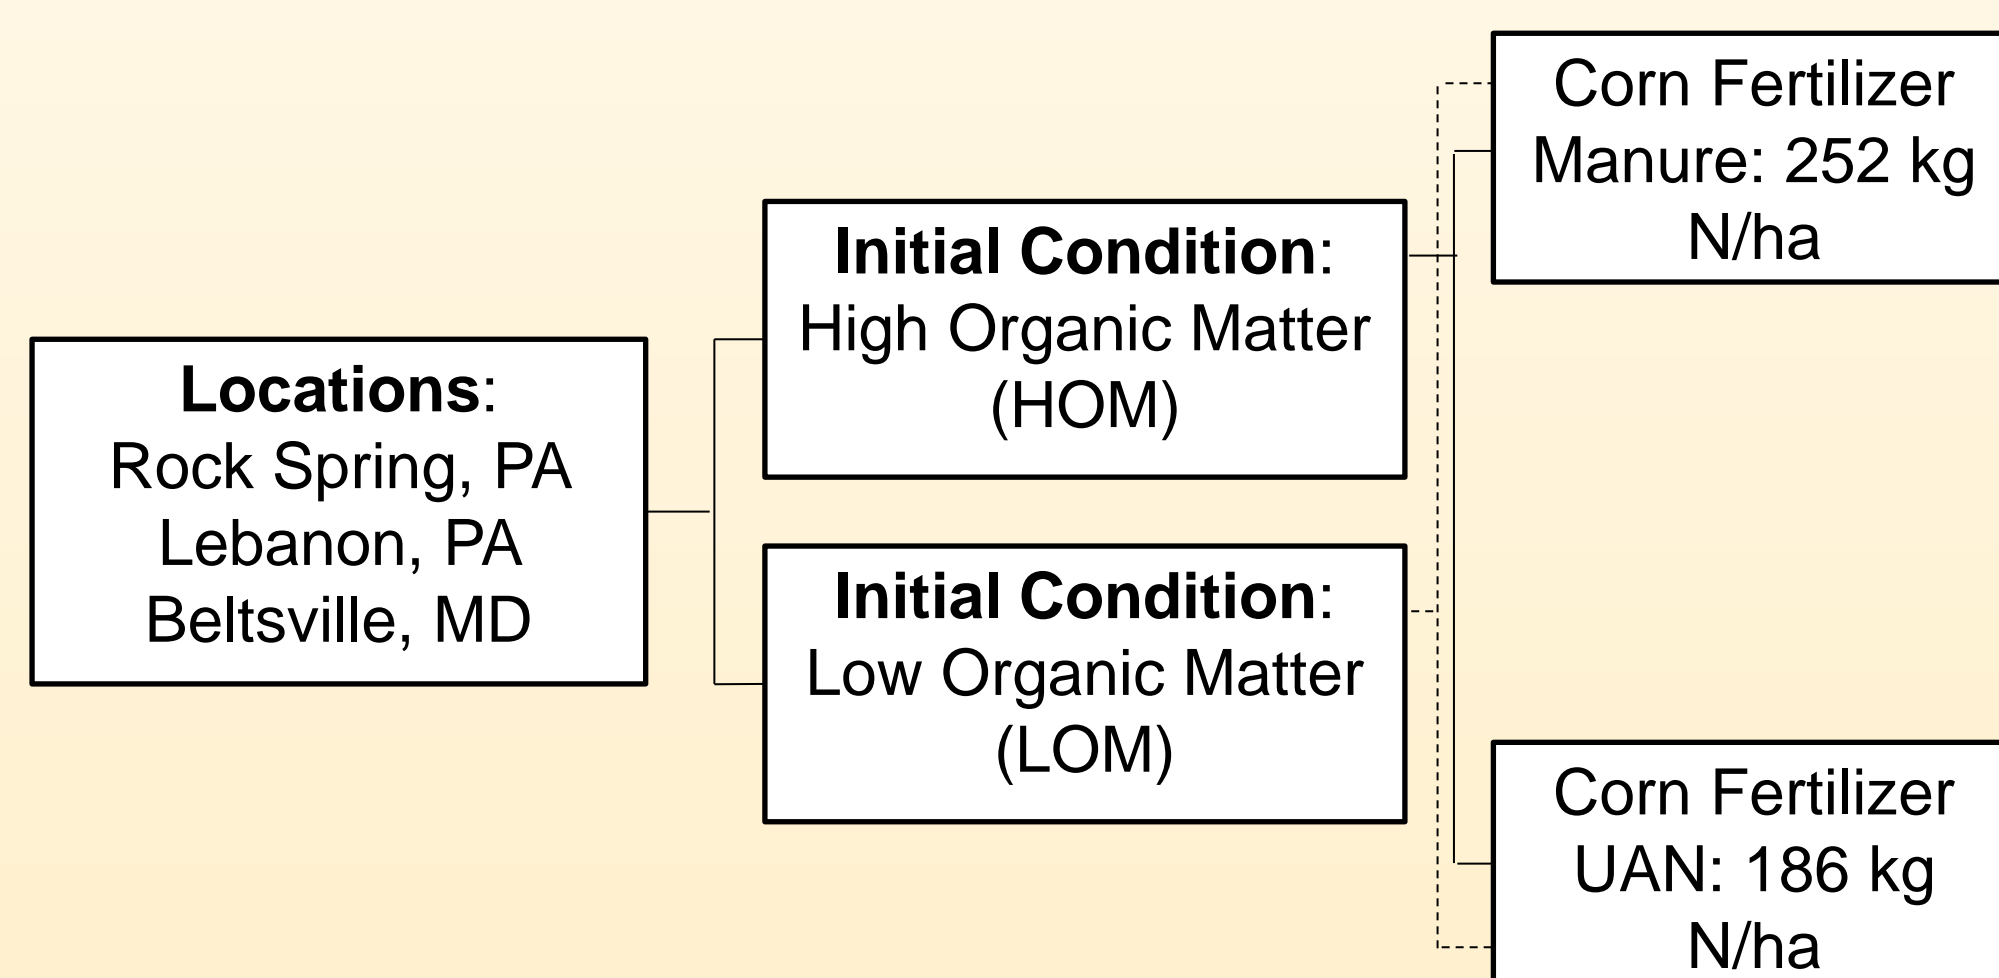 Locations:
Rock Spring, PA
Lebanon, PA
Beltsville, MD
Initial Condition:
High Organic Matter
(HOM)
Initial Condition:
Low Organic Matter
(LOM)
Corn Fertilizer
Manure: 252 kg
N/ha
Corn Fertilizer
UAN: 186 kg
N/ha